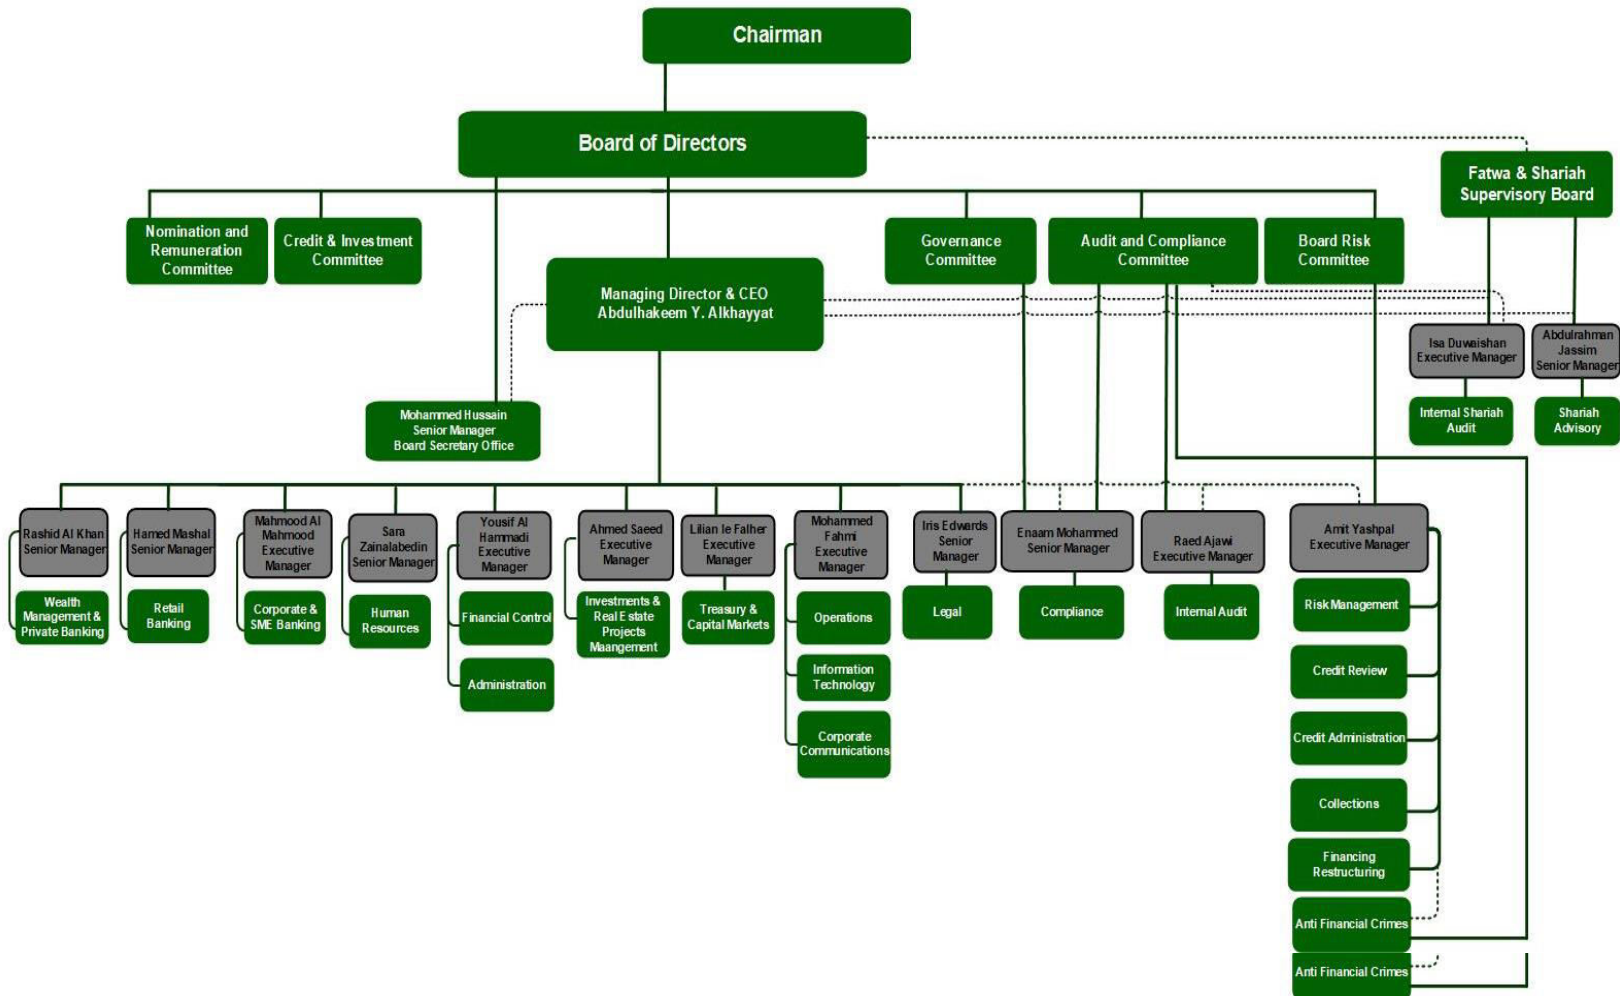 Chairman
Board of Directors
Fatwa & Shariah
Supervisory Board
Nomination and
Remuneration
Committee
Credit & Investment
Committee
Governance
Committee
Audit and Compliance
Committee
Board Risk
Committee
Managing Director & CEO
Abdulhakeem Y. Alkhayyat
Isa Duwaishan
Executive Manager
Abdulrahman
Jassim
Senior Manager
Internal Shariah
Audit
Shariah
Advisory
Mohammed Hussain
Senior Manager
Board Secretary Office
Rashid Al Khan
Senior Manager
Hamed Mashal
Senior Manager
Mahmood Al
Mahmood
Executive
Manager
Sara
Zainalabedin
Senior Manager
Yousif Al
Hammadi
Executive
Manager
Ahmed Saeed
Executive
Manager
Lilian le Falher
Executive
Manager
Mohammed
Fahmi
Executive
Manager
Iris Edwards
Senior
Manager
Enaam Mohammed
Senior Manager
Raed Ajawi
Executive Manager
Amit Yashpal
Executive Manager
Wealth
Management &
Private Banking
Retail
Banking
Corporate &
SME Banking
Human
Resources
Financial Control
Administration
Investments &
Real Estate
Projects
Maangement
Treasury &
Capital Markets
Operations
Information
Technology
Corporate
Communications
Legal
Compliance
Internal Audit
Risk Management
Credit Review
Credit Administration
Collections
Financing
Restructuring
Anti Financial Crimes
Anti Financial Crimes